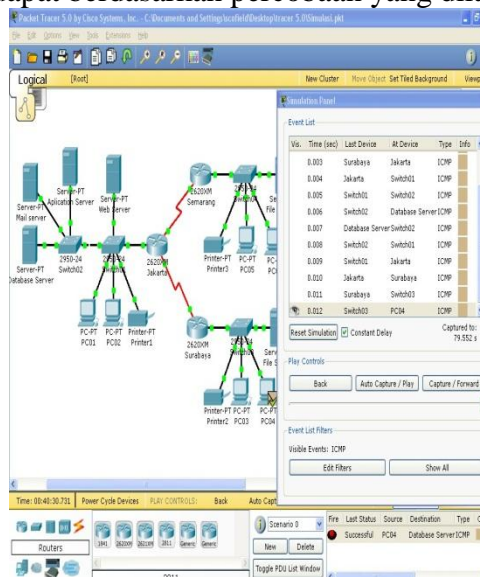 Packet Tracer 5.0 by Cisco Systems, Inc. - C:\Documents and Settings\
File Edit Options View Tools Extensions Help
Logical [Root] New Cluster Move Object Set Tiled Background
Simulation Panel
Event List
Vis. Time (sec) Last Device At Device Type Info
0.003 Surabaya Jakarta ICMP
0.004 Jakarta Switch01 ICMP
0.005 Switch01 Switch02 ICMP
0.006 Switch02 Database Server ICMP
0.007 Database Server Switch02 ICMP
0.008 Switch02 Switch01 ICMP
0.009 Switch01 Jakarta ICMP
0.010 Jakarta Surabaya ICMP
0.011 Surabaya Switch03 ICMP
0.012 Switch03 PC04 ICMP
Reset Simulation Constant Delay Captured to:
79.552 s
Play Controls
Back Auto Capture / Play Capture / Forward
Event List Filters
Visible Events: ICMP
Edit Filters Show All
Server-PT
Mail server
Server-PT
Aplication Server
Server-PT
Web Server
Server-PT
Database Server
2950-24
Switch02
2620XM
Jakarta
2620XM
Semarang
2620XM
Surabaya
PC-PT
PC01
PC-PT
PC02
Printer-PT
Printer1
Printer-PT
Printer3
PC-PT
PC05
Printer-PT
Printer2
PC-PT
PC03
PC04
Time: 00:40:30.731 Power Cycle Devices PLAY CONTROLS: Back
Routers
1841 2620XM 2621XM 2811 Generic Generic
Scenario 0
New Delete
Toggle PDU List Window
Fire Last Status Source Destination Type
Successful PC04 Database Server ICMP